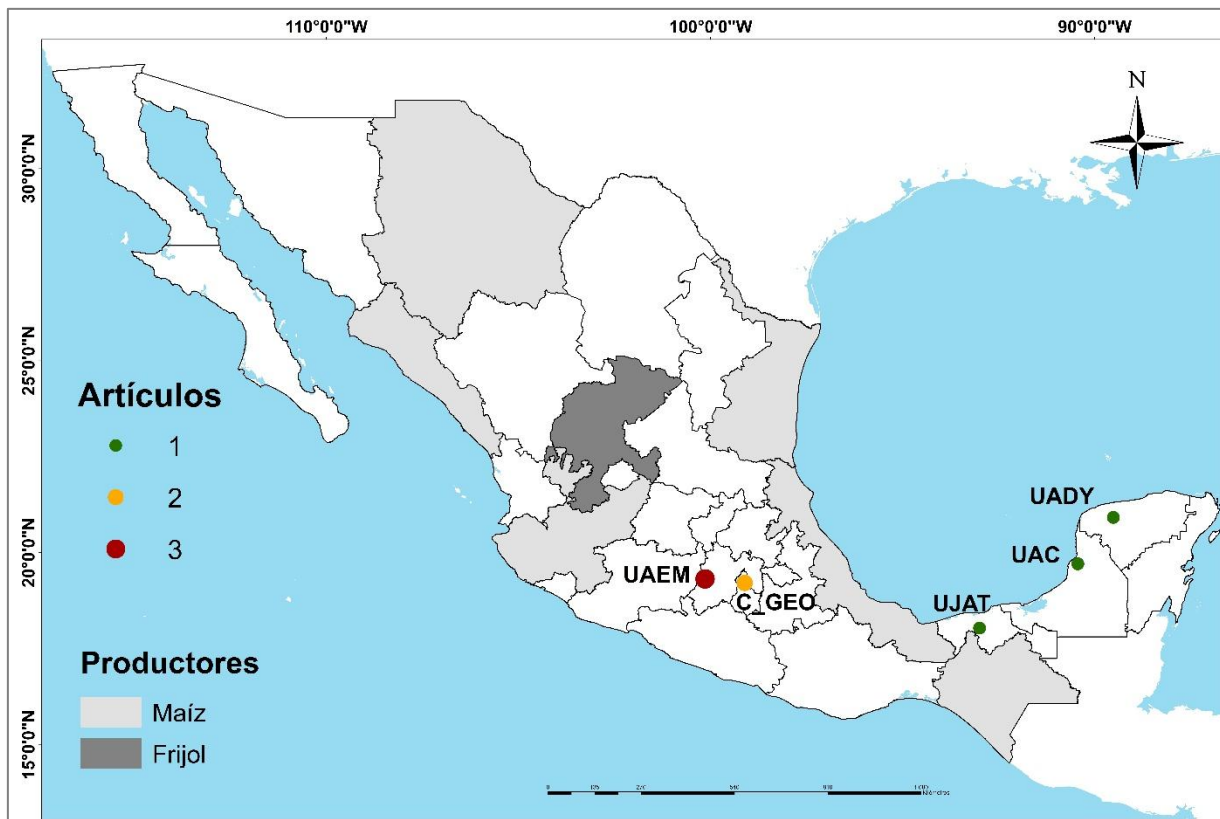 110°0'0"W 100°0'0"W 90°0'0"W
N
30°0'0"N
25°0'0"N
20°0'0"N
15°0'0"N
Artículos
1
2
3
UADY
UAC
UAEM
C_GEO
UJAT
Productores
Maíz
Frijol